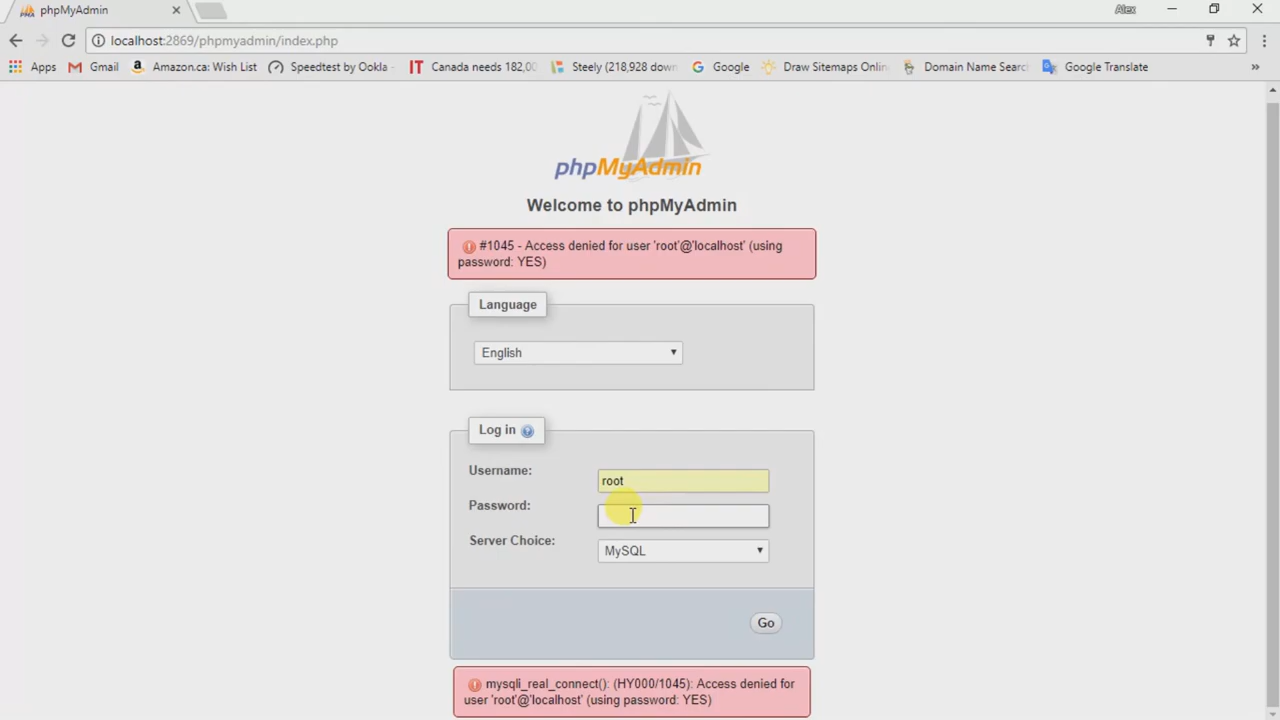 phpMyAdmin
Alex
localhost:2869/phpmyadmin/index.php
Apps Gmail Amazon.ca: Wish List Speedtest by Ookla - Canada needs 182,00 Steely (218,928 down Google Draw Sitemaps Onlin Domain Name Searc Google Translate »
phpMyAdmin
Welcome to phpMyAdmin
#1045 - Access denied for user 'root'@'localhost' (using
password: YES)
Language
English
Log in
Username:
root
Password:
Server Choice:
MySQL
Go
mysqli_real_connect(): (HY000/1045): Access denied for
user 'root'@'localhost' (using password: YES)